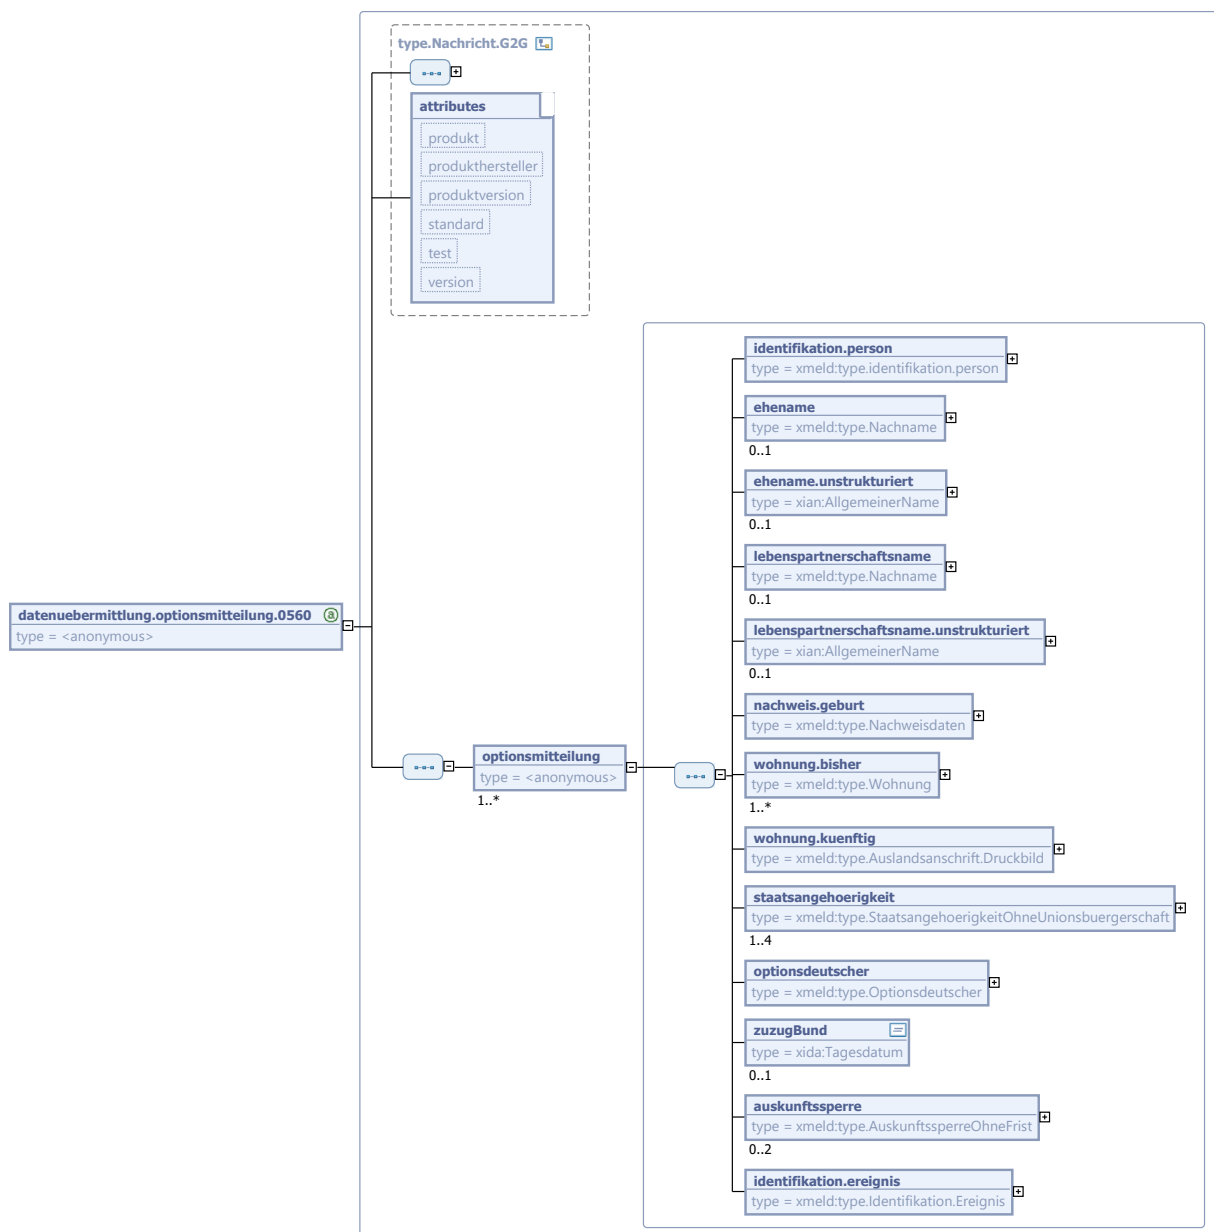 type.Nachricht.G2G
attributes
produkt
produkthersteller
produktversion
standard
test
version
identifikation.person
type = xmeld:type.identifikation.person
ehename
type = xmeld:type.Nachname
0..1
ehename.unstrukturiert
type = xian:AllgemeinerName
0..1
lebenspartnerschaftsname
type = xmeld:type.Nachname
0..1
datenuebermittlung.optionsmitteilung.0560 a
type = <anonymous>
lebenspartnerschaftsname.unstrukturiert
type = xian:AllgemeinerName
0..1
nachweis.geburt
type = xmeld:type.Nachweisdaten
optionsmitteilung
type = <anonymous>
1..*
wohnung.bisher
type = xmeld:type.Wohnung
1..*
wohnung.kuenftig
type = xmeld:type.Auslandsanschrift.Druckbild
staatsangehoerigkeit
type = xmeld:type.StaatsangehoerigkeitOhneUnionsbuergerschaft
1..4
optionsdeutscher
type = xmeld:type.Optionsdeutscher
zuzugBund
type = xida:Tagesdatum
0..1
auskunftssperre
type = xmeld:type.AuskunftssperreOhneFrist
0..2
identifikation.ereignis
type = xmeld:type.Identifikation.Ereignis